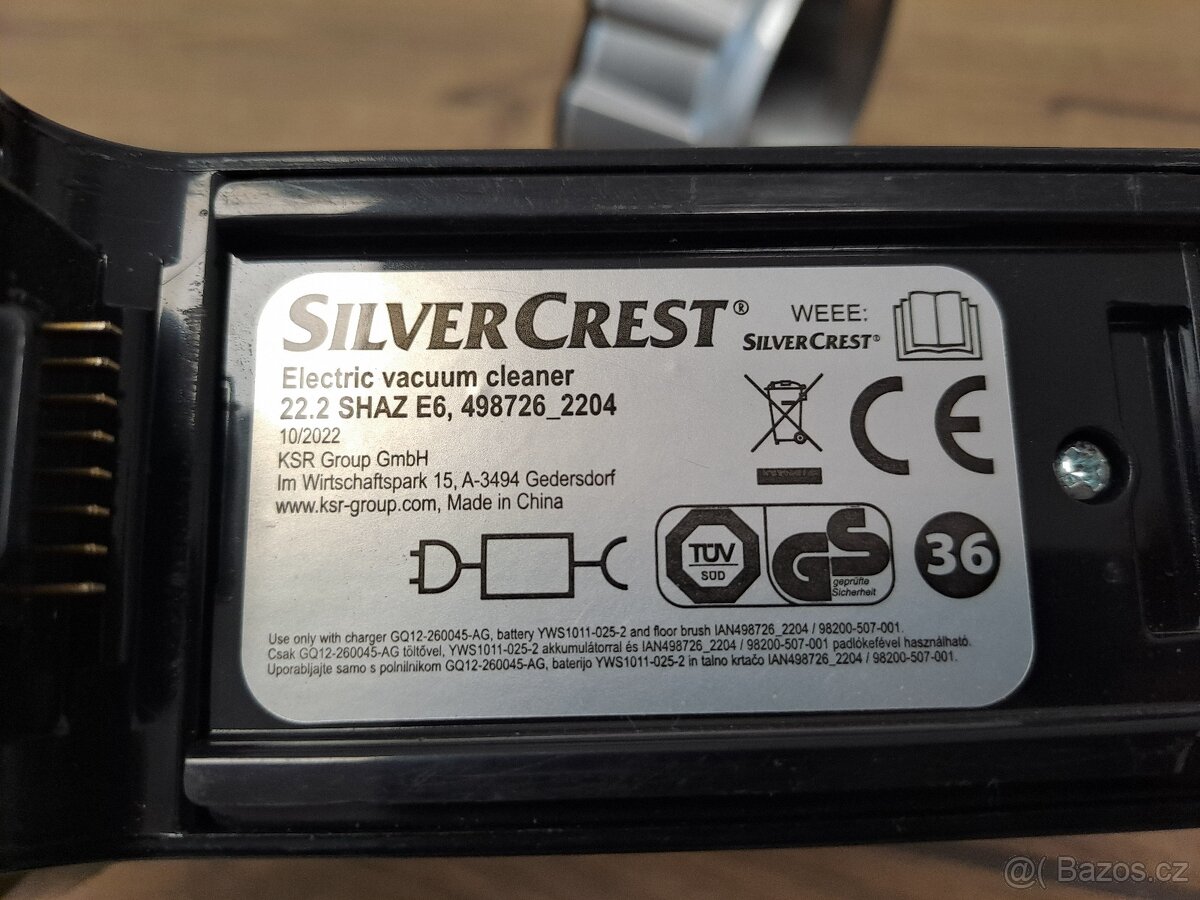 SILVERCREST®
WEEE:
SILVERCREST®
Electric vacuum cleaner
22.2 SHAZ E6, 498726_2204
10/2022
KSR Group GmbH
Im Wirtschaftspark 15, A-3494 Gedersdorf
www.ksr-group.com, Made in China
CE
TÜV
SÜD
GS
geprüfte
Sicherheit
36
Use only with charger GQ12-260045-AG, battery YWS1011-025-2 and floor brush IAN498726_2204 / 98200-507-001.
Csak GQ12-260045-AG töltővel, YWS1011-025-2 akkumulátorral és IAN498726_2204 / 98200-507-001 padlókefével használható.
Uporabljajte samo s polnilnikom GQ12-260045-AG, baterijo YWS1011-025-2 in talno krtačo IAN498726_2204 / 98200-507-001.
@( Bazos.cz